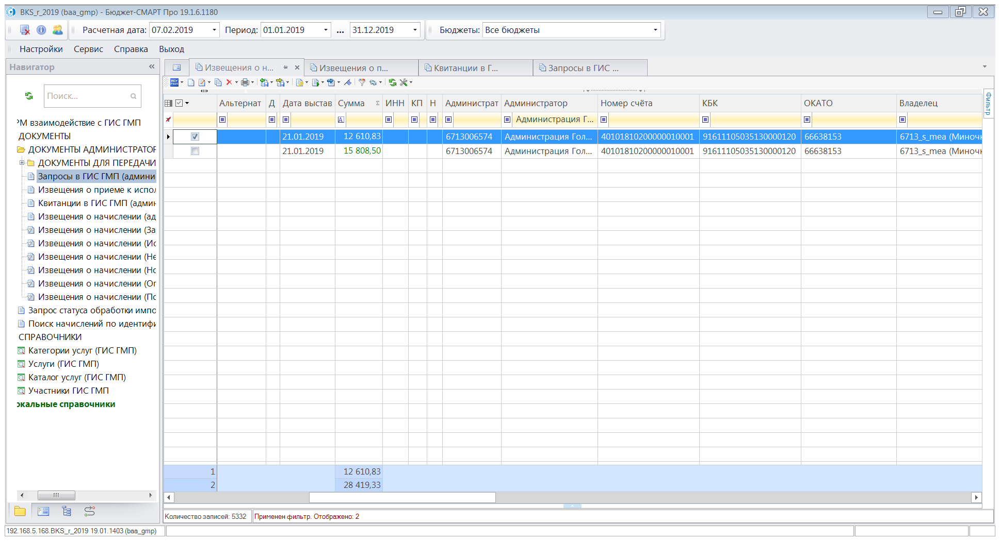 BKS_r_2019 (baa_gmp) - Бюджет-СМАРТ Про 19.1.6.1180
Расчетная дата: 07.02.2019 Период: 01.01.2019 ... 31.12.2019 Бюджеты: Все бюджеты
Настройки Сервис Справка Выход
Навигатор «
Извещения о н... Извещения о п... Квитанции в Г... Запросы в ГИС ...
Поиск...
Альтернат Д Дата выстав Сумма Σ ИНН КП Н Администрат Администратор Номер счёта КБК ОКАТО Владелец
Фильтр
Администрация Г...
21.01.2019 12 610,83 6713006574 Администрация Гол... 40101810200000010001 91611105035130000120 66638153 6713_s_mea (Миночк
21.01.2019 15 808,50 6713006574 Администрация Гол... 40101810200000010001 91611105035130000120 66638153 6713_s_mea (Миночк
РМ взаимодействие с ГИС ГМП
ДОКУМЕНТЫ
ДОКУМЕНТЫ АДМИНИСТРАТОР
ДОКУМЕНТЫ ДЛЯ ПЕРЕДАЧИ
Запросы в ГИС ГМП (админи
Извещения о приеме к испол
Квитанции в ГИС ГМП (админ
Извещения о начислении (ад
Извещения о начислении (За
Извещения о начислении (Ис
Извещения о начислении (Не
Извещения о начислении (Но
Извещения о начислении (От
Извещения о начислении (По
Запрос статуса обработки импо
Поиск начислений по идентифи
СПРАВОЧНИКИ
Категории услуг (ГИС ГМП)
Услуги (ГИС ГМП)
Каталог услуг (ГИС ГМП)
Участники ГИС ГМП
окальные справочники
1 12 610,83
2 28 419,33
Количество записей: 5332 Применен фильтр. Отображено: 2
192.168.5.168.BKS_r_2019 19.01.1403 (baa_gmp)